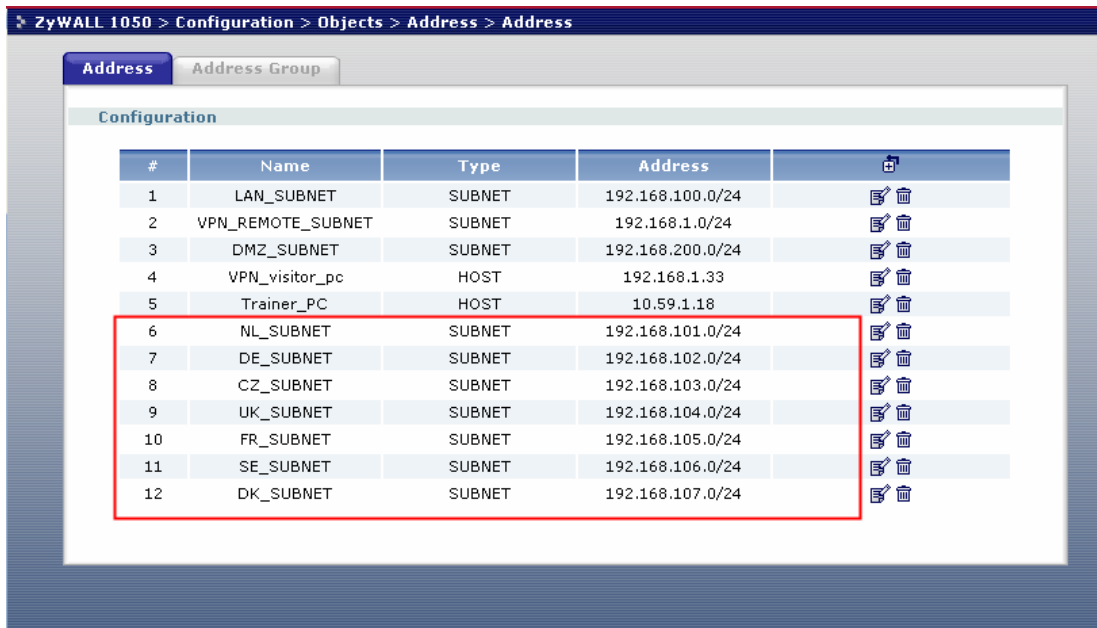 ZyWALL 1050 > Configuration > Objects > Address > Address
Address Address Group
Configuration
# Name Type Address
1 LAN_SUBNET SUBNET 192.168.100.0/24
2 VPN_REMOTE_SUBNET SUBNET 192.168.1.0/24
3 DMZ_SUBNET SUBNET 192.168.200.0/24
4 VPN_visitor_pc HOST 192.168.1.33
5 Trainer_PC HOST 10.59.1.18
6 NL_SUBNET SUBNET 192.168.101.0/24
7 DE_SUBNET SUBNET 192.168.102.0/24
8 CZ_SUBNET SUBNET 192.168.103.0/24
9 UK_SUBNET SUBNET 192.168.104.0/24
10 FR_SUBNET SUBNET 192.168.105.0/24
11 SE_SUBNET SUBNET 192.168.106.0/24
12 DK_SUBNET SUBNET 192.168.107.0/24